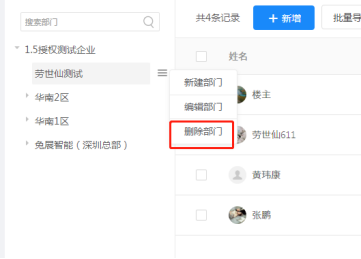 搜索部门
1.5授权测试企业
劳世仙测试
华南2区
华南1区
兔展智能（深圳总部）
新建部门
编辑部门
删除部门
共4条记录
+ 新增
批量导
姓名
楼主
劳世仙611
黄玮康
张鹏